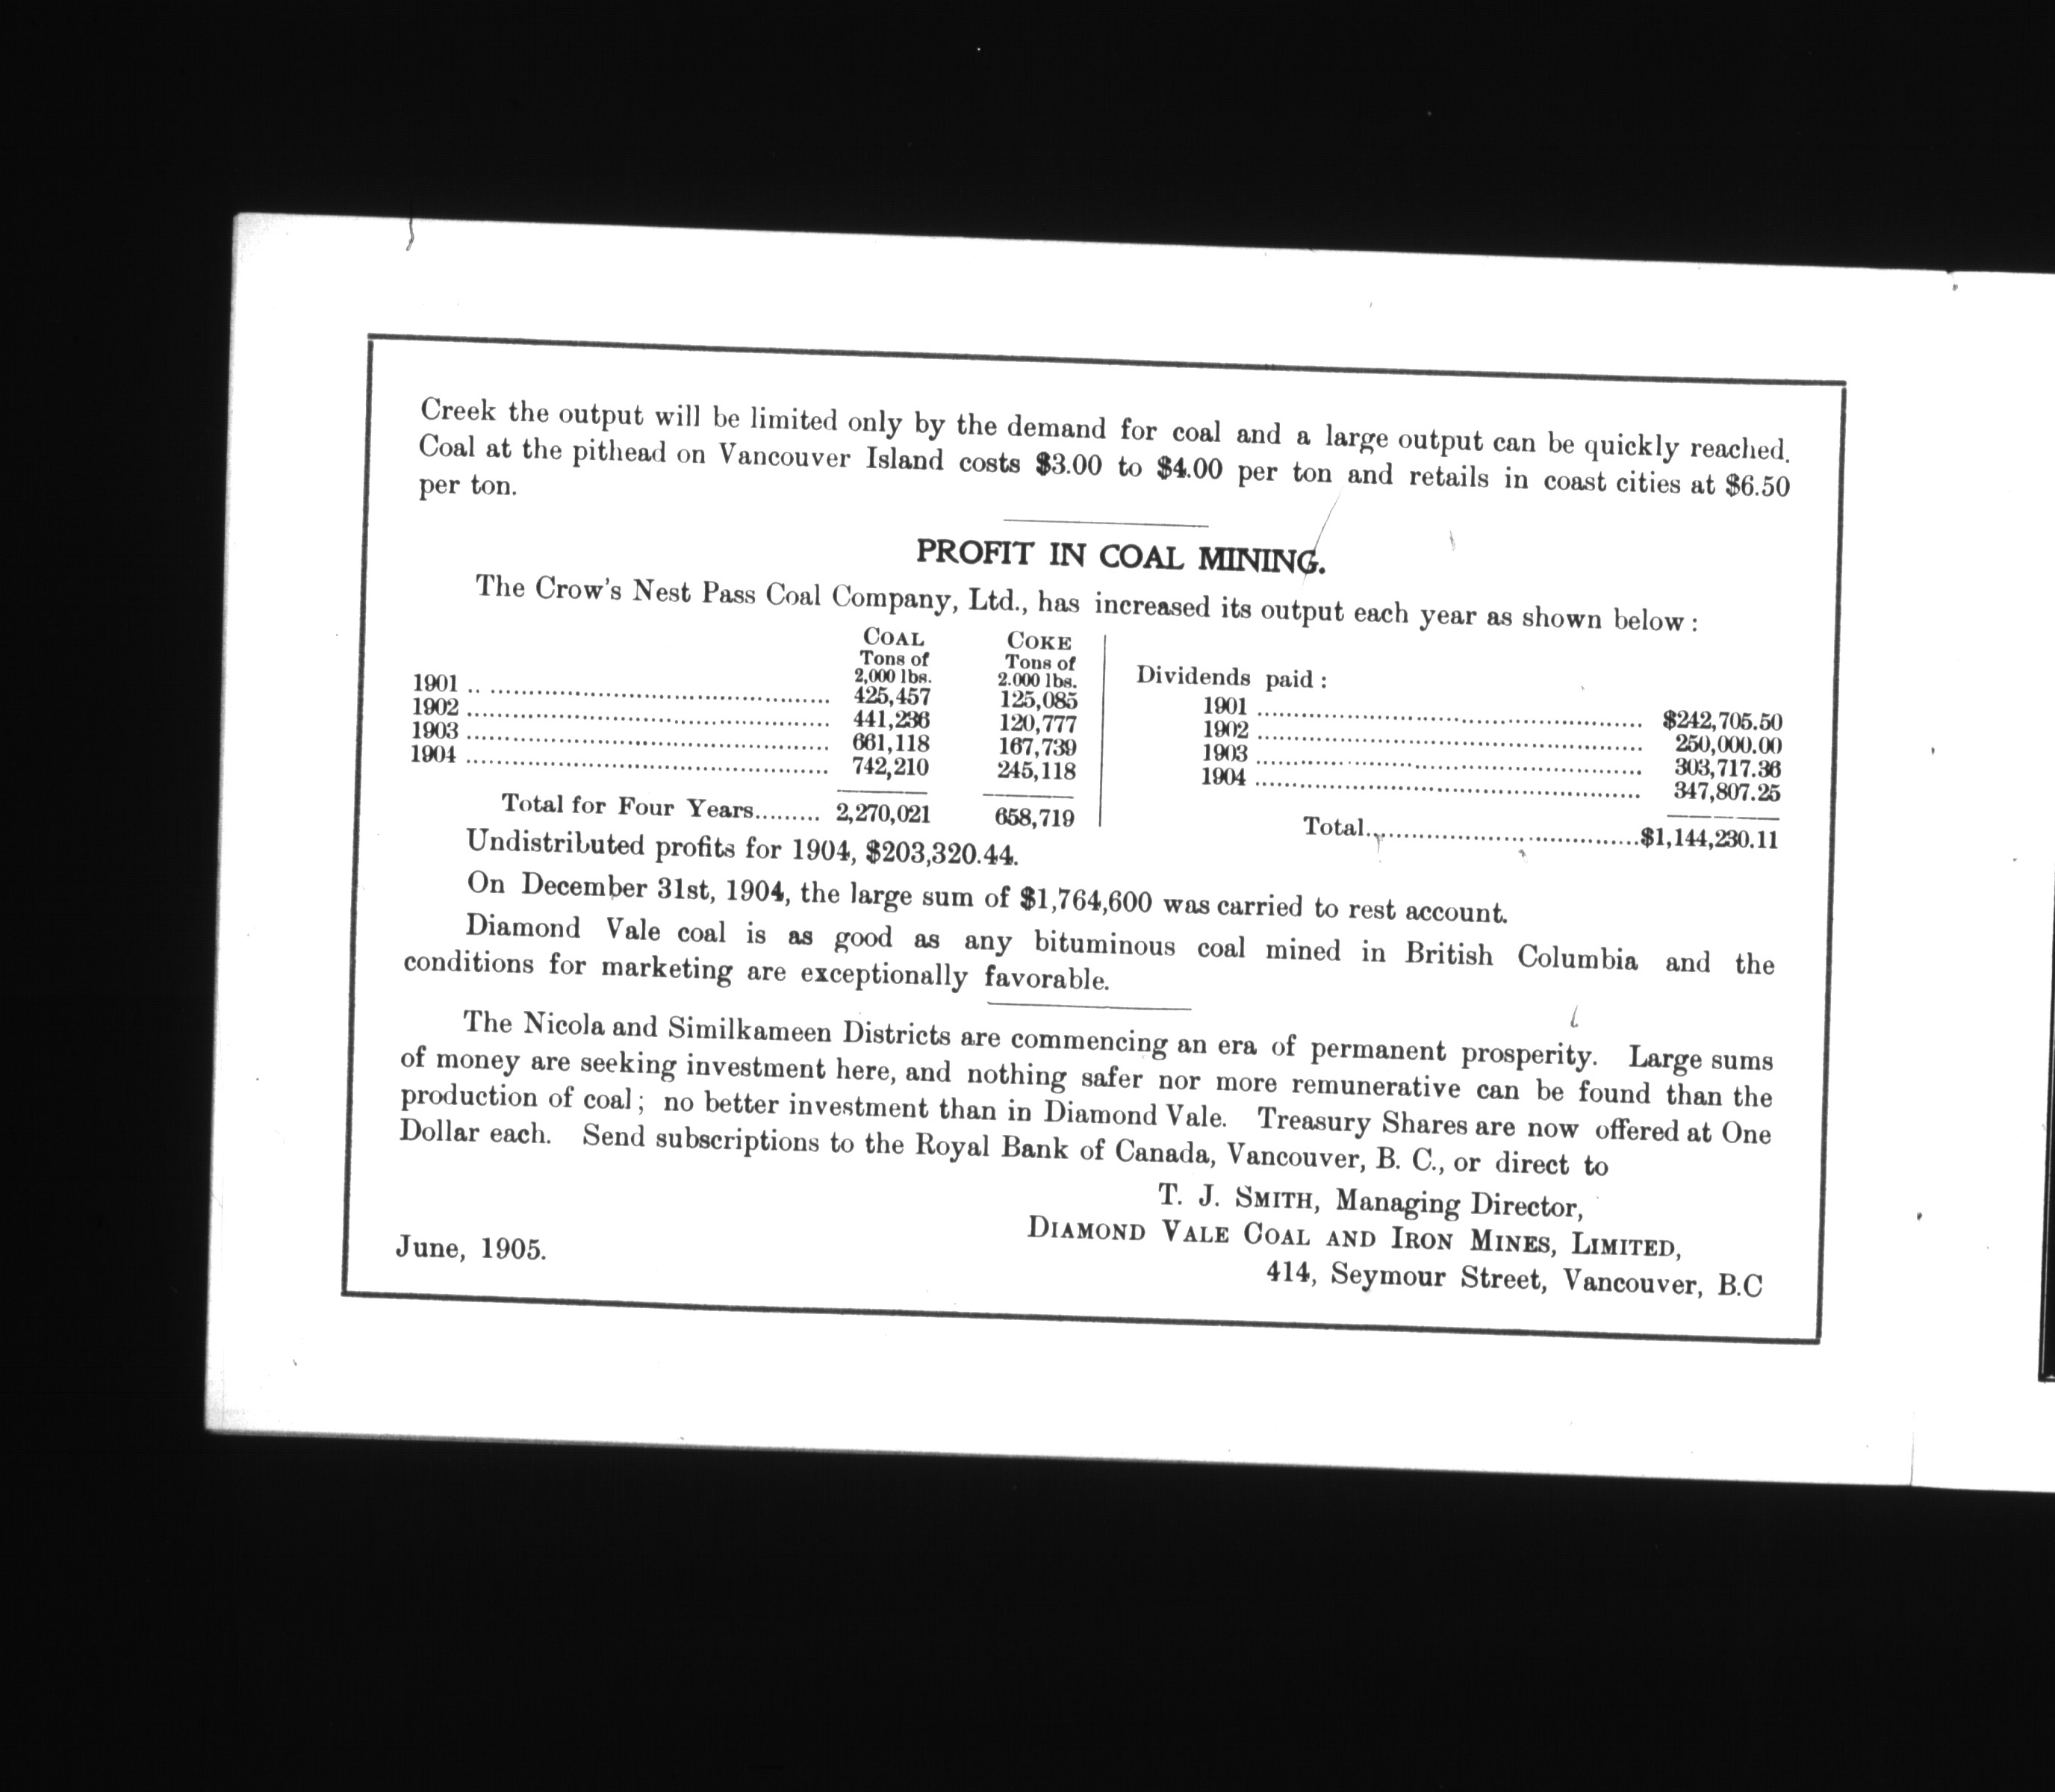 Creek the output will be limited only by the demand for coal and a large output can be quickly reached.
Coal at the pithead on Vancouver Island costs $3.00 to $4.00 per ton and retails in coast cities at $6.50
per ton.
PROFIT IN COAL MINING.
The Crow's Nest Pass Coal Company, Ltd., has increased its output each year as shown below :
COAL COKE
Tons of Tons of
2,000 lbs. 2.000 lbs.
1901 .. ............................................ 425,457 125,085
1902 ................................................ 441,236 120,777
1903 ................................................ 661,118 167,739
1904 ................................................ 742,210 245,118
Total for Four Years......... 2,270,021 658,719
Dividends paid :
1901 .................................................. $242,705.50
1902 .................................................. 250,000.00
1903 .................................................. 303,717.36
1904 .................................................. 347,807.25
Total.....................................$1,144,230.11
Undistributed profits for 1904, $203,320.44.
On December 31st, 1904, the large sum of $1,764,600 was carried to rest account.
Diamond Vale coal is as good as any bituminous coal mined in British Columbia and the
conditions for marketing are exceptionally favorable.
The Nicola and Similkameen Districts are commencing an era of permanent prosperity. Large sums
of money are seeking investment here, and nothing safer nor more remunerative can be found than the
production of coal; no better investment than in Diamond Vale. Treasury Shares are now offered at One
Dollar each. Send subscriptions to the Royal Bank of Canada, Vancouver, B. C., or direct to
T. J. SMITH, Managing Director,
DIAMOND VALE COAL AND IRON MINES, LIMITED,
414, Seymour Street, Vancouver, B.C
June, 1905.